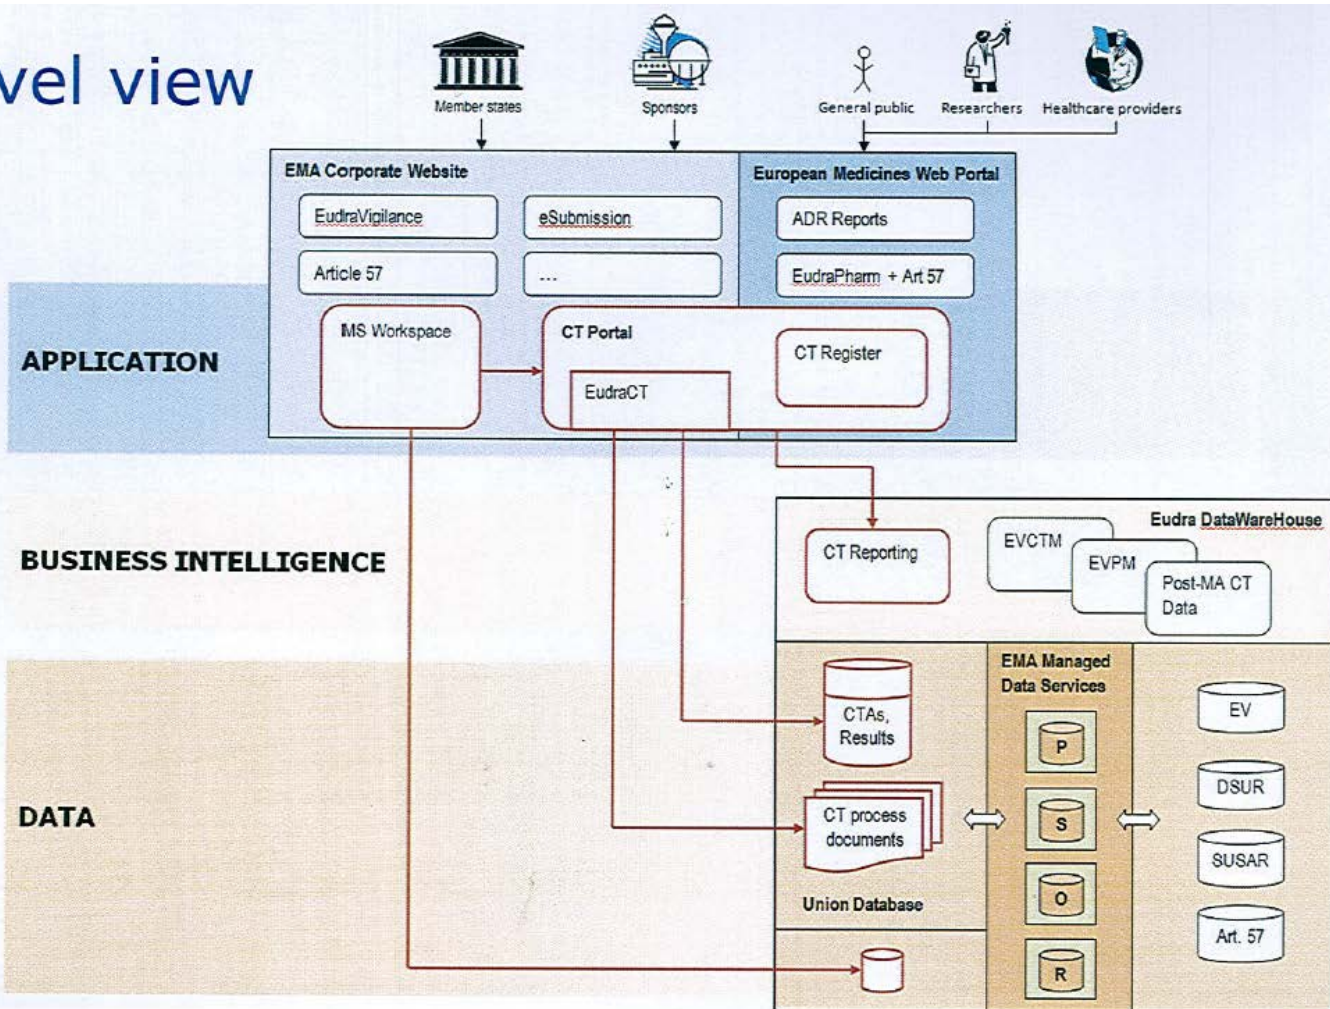 vel view
Member states
Sponsors
General public
Researchers
Healthcare providers
EMA Corporate Website
European Medicines Web Portal
EudraVigilance
eSubmission
ADR Reports
Article 57
...
EudraPharm + Art 57
APPLICATION
MS Workspace
CT Portal
CT Register
EudraCT
BUSINESS INTELLIGENCE
Eudra DataWareHouse
CT Reporting
EVCTM
EVPM
Post-MA CT
Data
DATA
EMA Managed
Data Services
CTAs,
Results
P
EV
CT process
documents
S
DSUR
SUSAR
Union Database
O
Art. 57
R